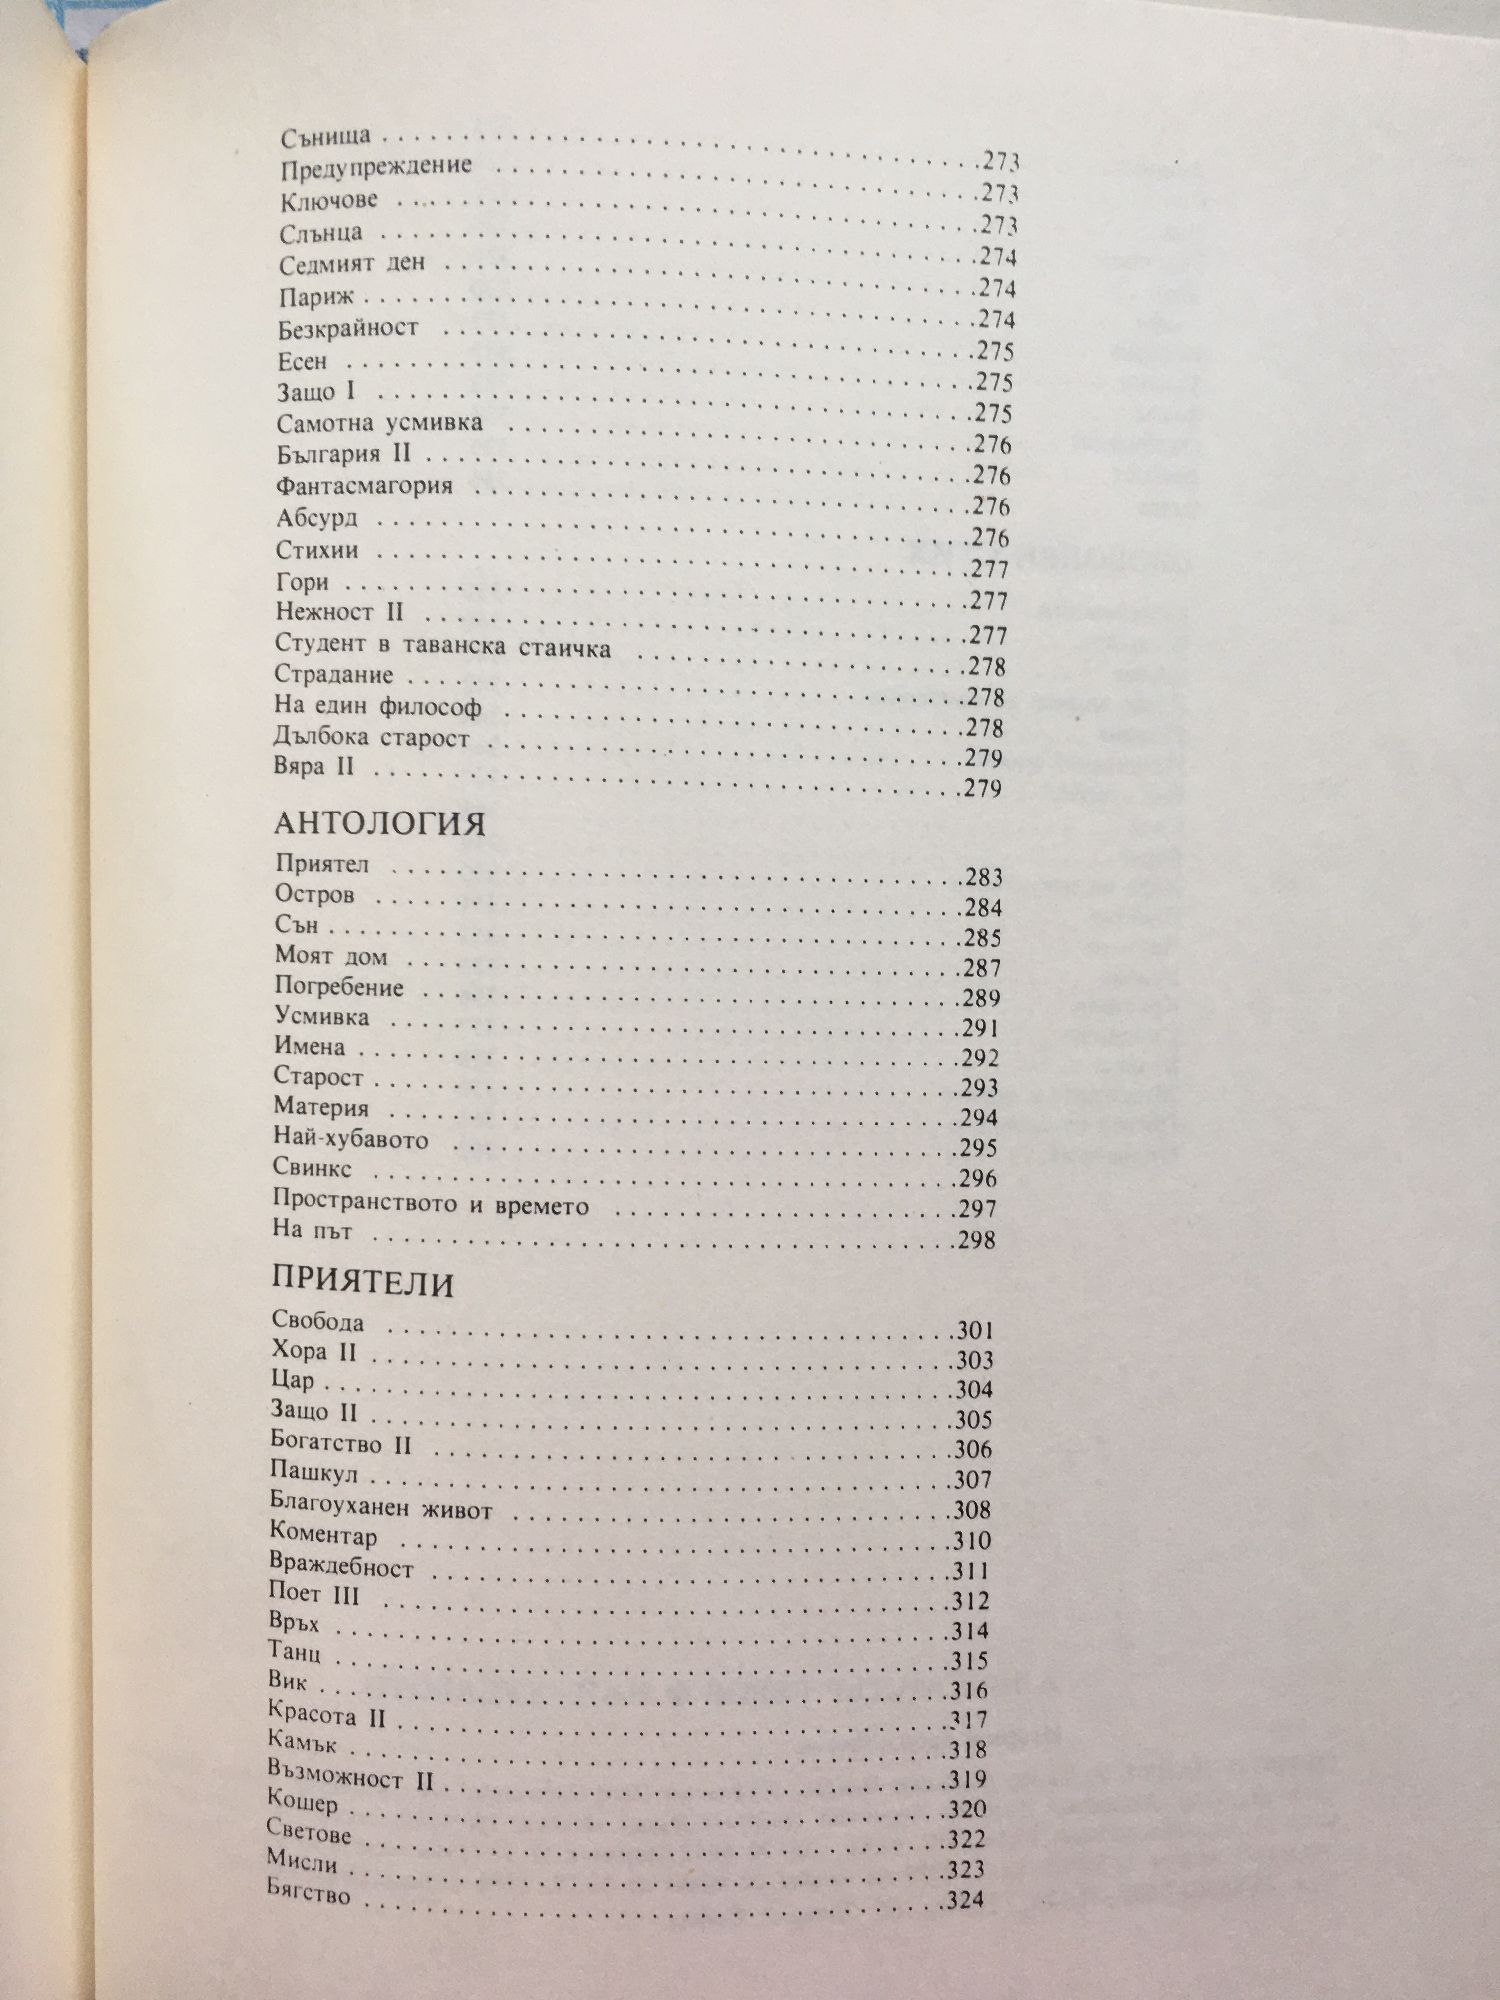 Сънища . . . . . . . . . . 273
Предупреждение . . . . . . . . . . 273
Ключове . . . . . . . . . . 273
Слънца . . . . . . . . . . 274
Седмият ден . . . . . . . . . . 274
Париж . . . . . . . . . . 274
Безкрайност . . . . . . . . . . 275
Есен . . . . . . . . . . 275
Защо I . . . . . . . . . . 275
Самотна усмивка . . . . . . . . . . 276
България II . . . . . . . . . . 276
Фантасмагория . . . . . . . . . . 276
Абсурд . . . . . . . . . . 276
Стихии . . . . . . . . . . 277
Гори . . . . . . . . . . 277
Нежност II . . . . . . . . . . 277
Студент в таванска стаичка . . . . . . . . . . 278
Страдание . . . . . . . . . . 278
На един философ . . . . . . . . . . 278
Дълбока старост . . . . . . . . . . 279
Вяра II . . . . . . . . . . 279
АНТОЛОГИЯ
Приятел . . . . . . . . . . 283
Остров . . . . . . . . . . 284
Сън . . . . . . . . . . 285
Моят дом . . . . . . . . . . 287
Погребение . . . . . . . . . . 289
Усмивка . . . . . . . . . . 291
Имена . . . . . . . . . . 292
Старост . . . . . . . . . . 293
Материя . . . . . . . . . . 294
Най-хубавото . . . . . . . . . . 295
Свинкс . . . . . . . . . . 296
Пространството и времето . . . . . . . . . . 297
На път . . . . . . . . . . 298
ПРИЯТЕЛИ
Свобода . . . . . . . . . . 301
Хора II . . . . . . . . . . 303
Цар . . . . . . . . . . 304
Защо II . . . . . . . . . . 305
Богатство II . . . . . . . . . . 306
Пашкул . . . . . . . . . . 307
Благоуханен живот . . . . . . . . . . 308
Коментар . . . . . . . . . . 310
Враждебност . . . . . . . . . . 311
Поет III . . . . . . . . . . 312
Връх . . . . . . . . . . 314
Танц . . . . . . . . . . 315
Вик . . . . . . . . . . 316
Красота II . . . . . . . . . . 317
Камък . . . . . . . . . . 318
Възможност II . . . . . . . . . . 319
Кошер . . . . . . . . . . 320
Светове . . . . . . . . . . 322
Мисли . . . . . . . . . . 323
Бягство . . . . . . . . . . 324